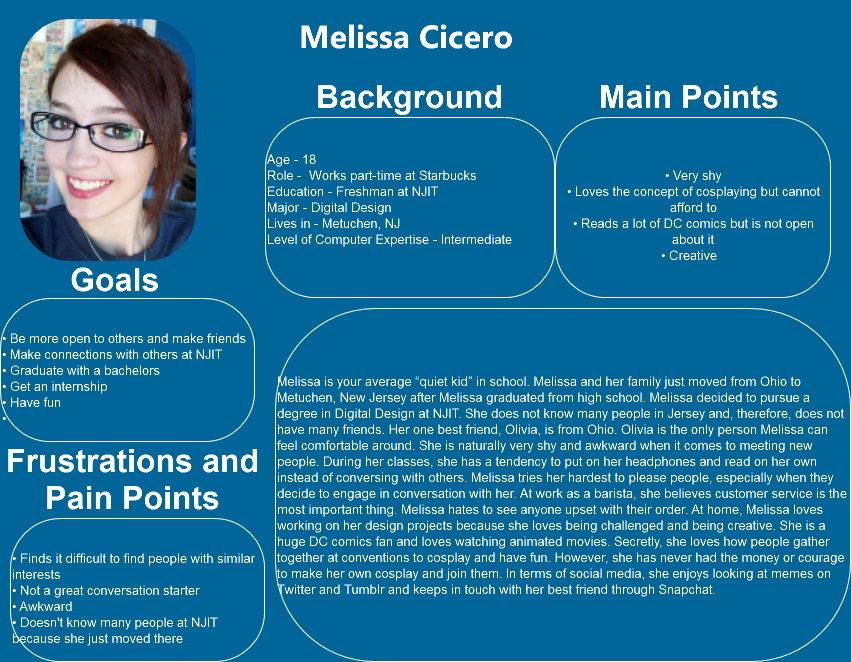 Melissa Cicero
Background
Age - 18
Role -  Works part-time at Starbucks
Education - Freshman at NJIT
Major - Digital Design
Lives in - Metuchen, NJ
Level of Computer Expertise - Intermediate
Main Points
• Very shy
• Loves the concept of cosplaying but cannot
afford to
• Reads a lot of DC comics but is not open
about it
• Creative
Goals
• Be more open to others and make friends
• Make connections with others at NJIT
• Graduate with a bachelors
• Get an internship
• Have fun
•
Frustrations and
Pain Points
• Finds it difficult to find people with similar
interests
• Not a great conversation starter
• Awkward
• Doesn't know many people at NJIT
because she just moved there
Melissa is your average “quiet kid” in school. Melissa and her family just moved from Ohio to
Metuchen, New Jersey after Melissa graduated from high school. Melissa decided to pursue a
degree in Digital Design at NJIT. She does not know many people in Jersey and, therefore, does not
have many friends. Her one best friend, Olivia, is from Ohio. Olivia is the only person Melissa can
feel comfortable around. She is naturally very shy and awkward when it comes to meeting new
people. During her classes, she has a tendency to put on her headphones and read on her own
instead of conversing with others. Melissa tries her hardest to please people, especially when they
decide to engage in conversation with her. At work as a barista, she believes customer service is the
most important thing. Melissa hates to see anyone upset with their order. At home, Melissa loves
working on her design projects because she loves being challenged and being creative. She is a
huge DC comics fan and loves watching animated movies. Secretly, she loves how people gather
together at conventions to cosplay and have fun. However, she has never had the money or courage
to make her own cosplay and join them. In terms of social media, she enjoys looking at memes on
Twitter and Tumblr and keeps in touch with her best friend through Snapchat.